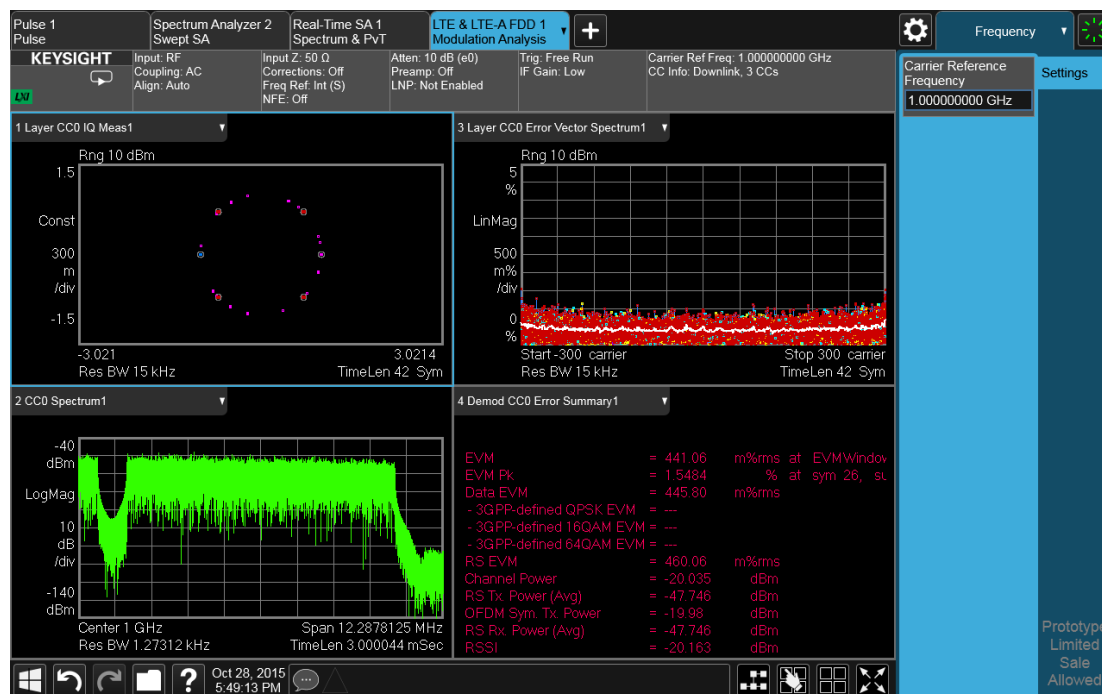 Pulse 1
Pulse
Spectrum Analyzer 2
Swept SA
Real-Time SA 1
Spectrum & PvT
LTE & LTE-A FDD 1
Modulation Analysis
Frequency
KEYSIGHT
LXI
Input: RF
Coupling: AC
Align: Auto
Input Z: 50 Ω
Corrections: Off
Freq Ref: Int (S)
NFE: Off
Atten: 10 dB (e0)
Preamp: Off
LNP: Not Enabled
Trig: Free Run
IF Gain: Low
Carrier Ref Freq: 1.000000000 GHz
CC Info: Downlink, 3 CCs
Carrier Reference
Frequency
1.000000000 GHz
Settings
1 Layer CC0 IQ Meas1
Rng 10 dBm
1.5
Const
300
m
/div
-1.5
-3.021
3.0214
Res BW 15 kHz
TimeLen 42 Sym
3 Layer CC0 Error Vector Spectrum1
Rng 10 dBm
5
%
LinMag
500
m%
/div
0
%
Start -300 carrier
Stop 300 carrier
Res BW 15 kHz
TimeLen 42 Sym
2 CC0 Spectrum1
-40
dBm
LogMag
10
dB
/div
-140
dBm
Center 1 GHz
Span 12.2878125 MHz
Res BW 1.27312 kHz
TimeLen 3.000044 mSec
4 Demod CC0 Error Summary1
EVM = 441.06 m%rms at EVMWindov
EVM Pk = 1.5484 % at sym 26, su
Data EVM = 445.80 m%rms
- 3GPP-defined QPSK EVM = ---
- 3GPP-defined 16QAM EVM = ---
- 3GPP-defined 64QAM EVM = ---
RS EVM = 460.06 m%rms
Channel Power = -20.035 dBm
RS Tx. Power (Avg) = -47.746 dBm
OFDM Sym. Tx. Power = -19.98 dBm
RS Rx. Power (Avg) = -47.746 dBm
RSSI = -20.163 dBm
Prototype
Limited
Sale
Allowed
Oct 28, 2015
5:49:13 PM